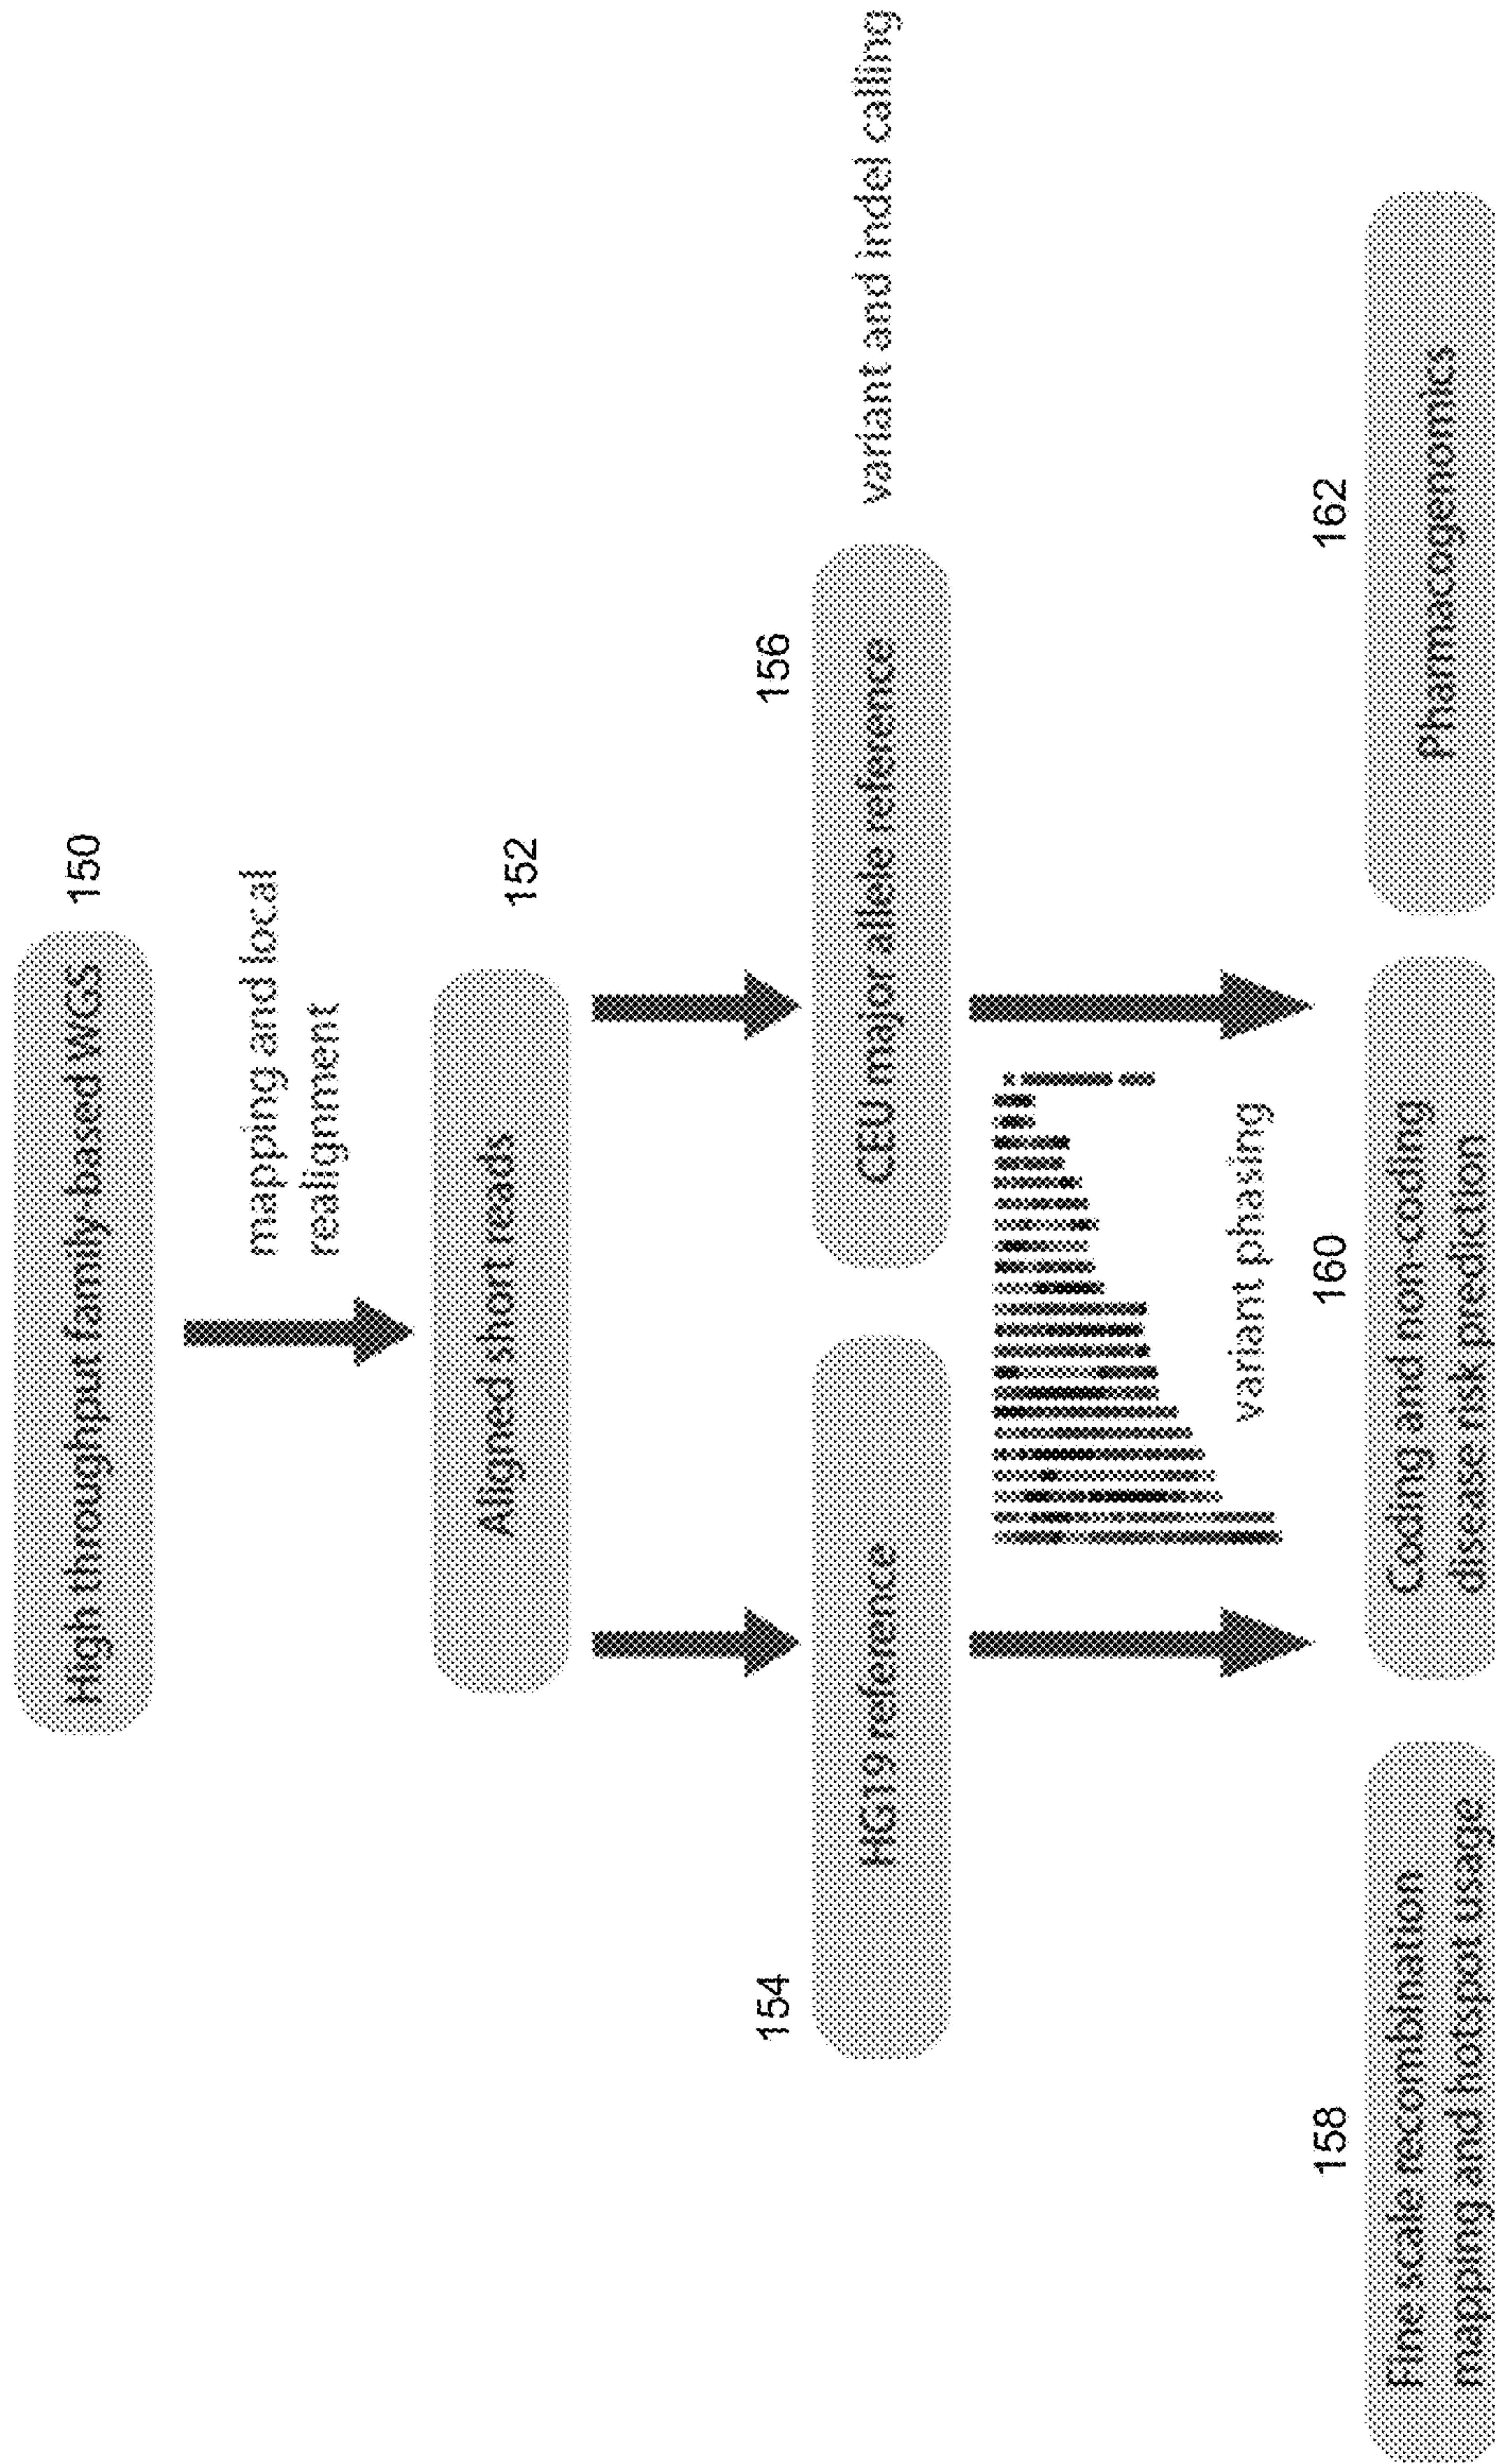 High throughput family-based WGS
150
mapping and local
realignment
Aligned short reads
152
154
HG19 reference
156
CEU major allele reference
variant and indel calling
variant phasing
158
Fine scale recombination
mapping and hotspot usage
160
Coding and non-coding
disease risk prediction
162
Pharmacogenomics